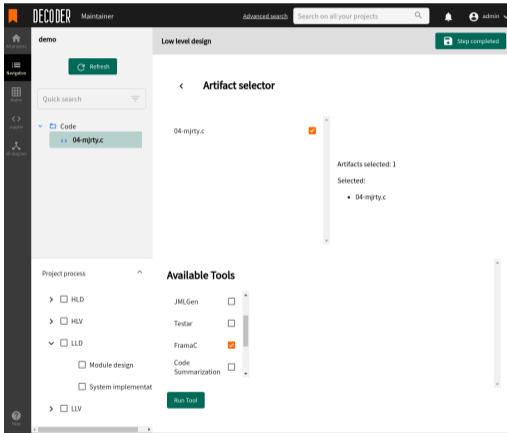 DECODER Maintainer
Advanced search
Search on all your projects
admin
demo
Low level design
Step completed
Refresh
Navigation
Artifact selector
Quick search
Code
04-mjrty.c
04-mjrty.c
Artifacts selected: 1
Selected:
04-mjrty.c
Project process
Available Tools
HLD
JMLGen
HLV
Testar
LLD
FramaC
Module design
Code
Summarization
System implementat
Run Tool
LLV
Help